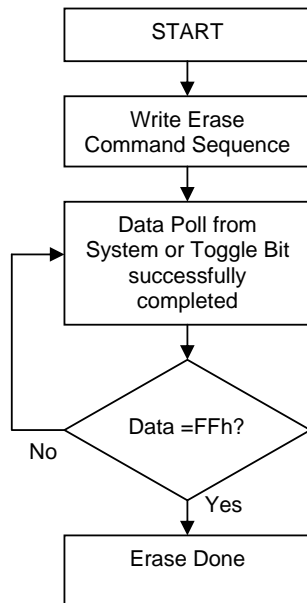 START
Write Erase
Command Sequence
Data Poll from
System or Toggle Bit
successfully
completed
Data =FFh?
No
Yes
Erase Done